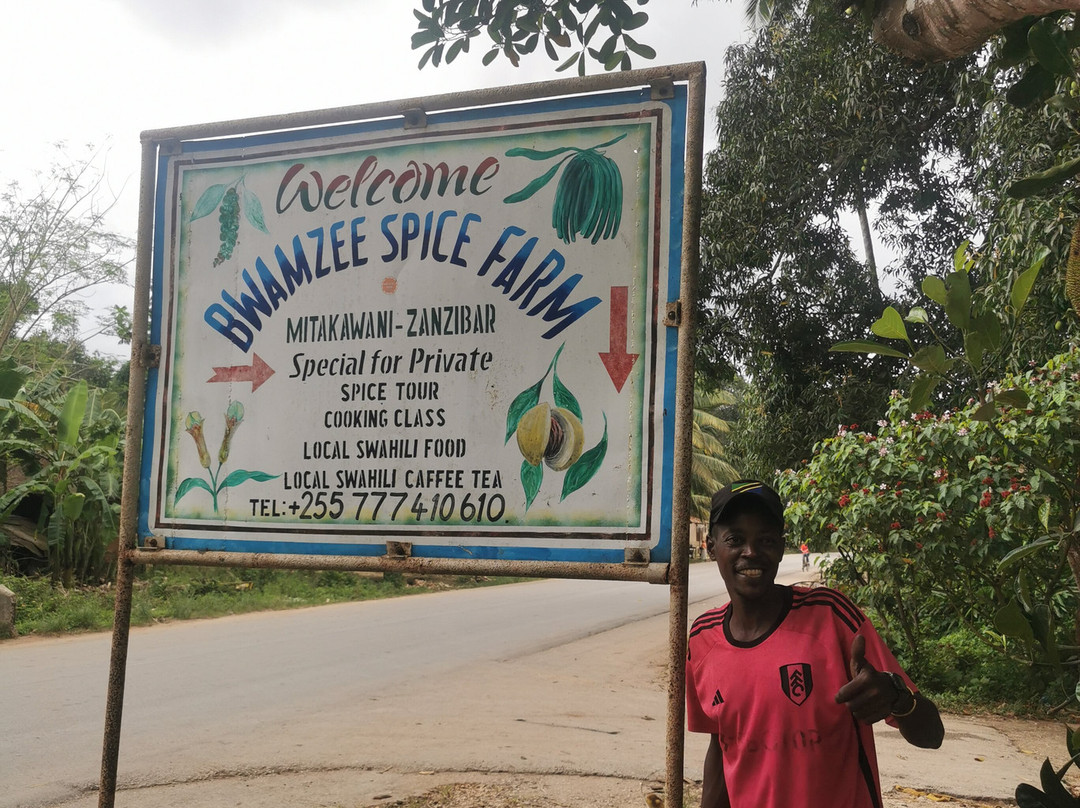 Welcome
BWAMZEE SPICE FARM
MITAKAWANI-ZANZIBAR
Special for Private
SPICE TOUR
COOKING CLASS
LOCAL SWAHILI FOOD
LOCAL SWAHILI CAFFEE TEA
TEL:+255 777 410 610.